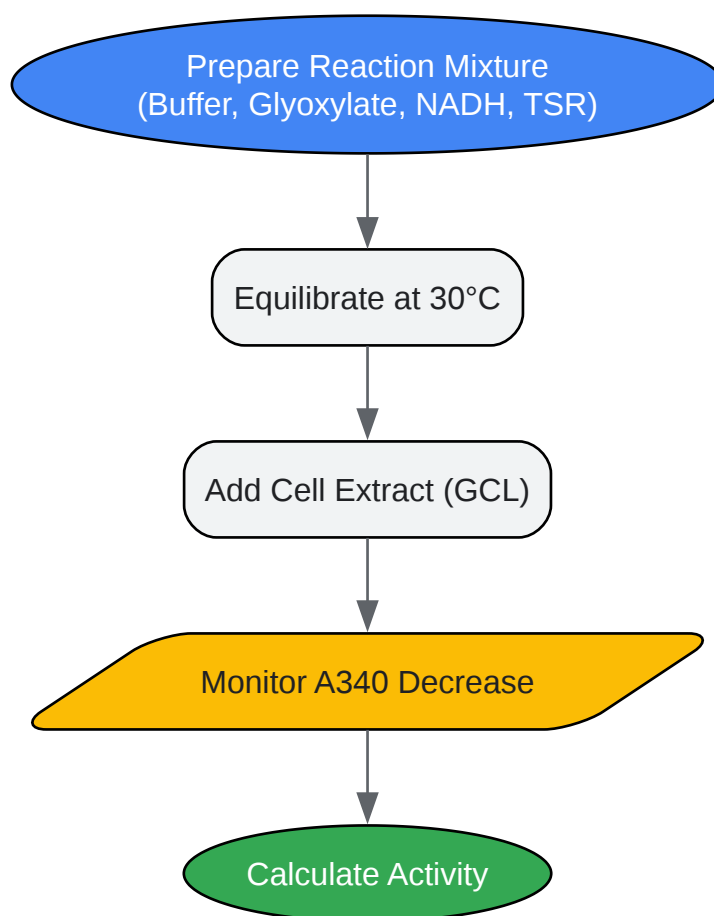 Prepare Reaction Mixture
(Buffer, Glyoxylate, NADH, TSR)
Equilibrate at 30°C
Add Cell Extract (GCL)
Monitor A340 Decrease
Calculate Activity